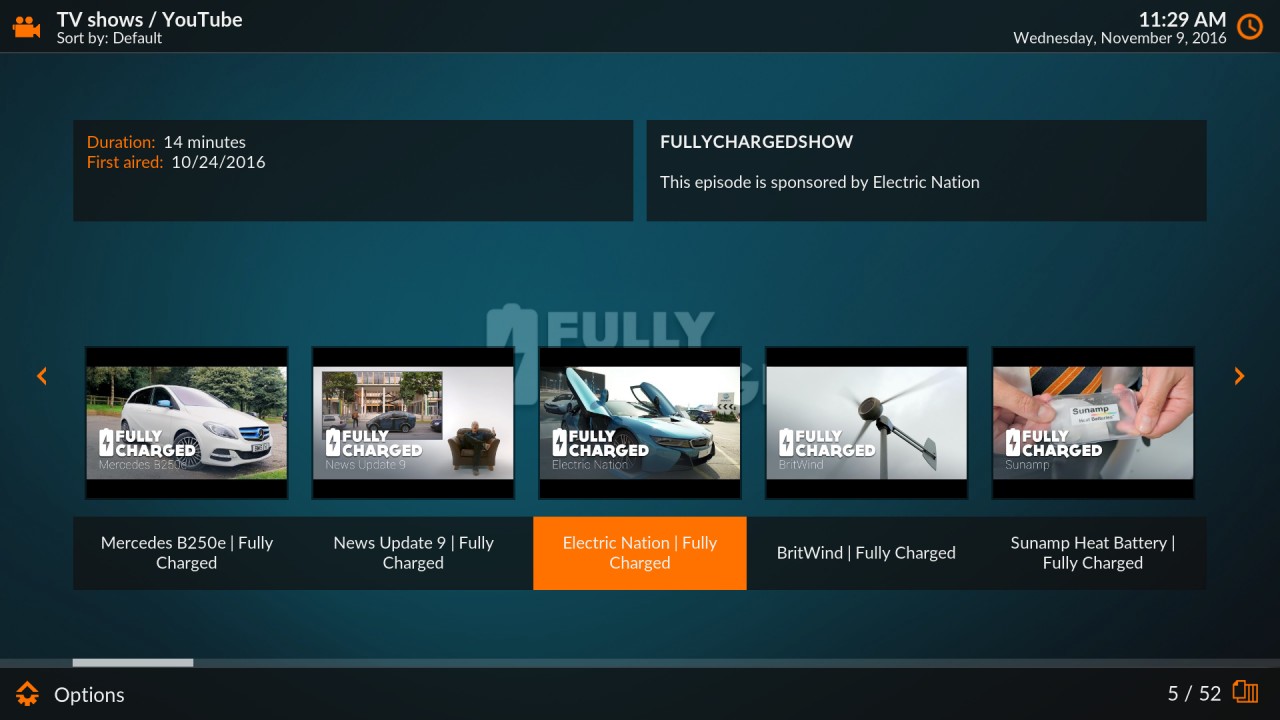 TV shows / YouTube
Sort by: Default
11:29 AM
Wednesday, November 9, 2016
Duration: 14 minutes
First aired: 10/24/2016
FULLYCHARGEDSHOW
This episode is sponsored by Electric Nation
FULLY
FULLY
CHARGED
Mercedes B250e
FULLY
CHARGED
News Update 9
FULLY
CHARGED
Electric Nation
FULLY
CHARGED
BritWind
Sunamp
Heat Batteries
FULLY
CHARGED
Sunamp
Mercedes B250e | Fully
Charged
News Update 9 | Fully
Charged
Electric Nation | Fully
Charged
BritWind | Fully Charged
Sunamp Heat Battery |
Fully Charged
Options
5 / 52